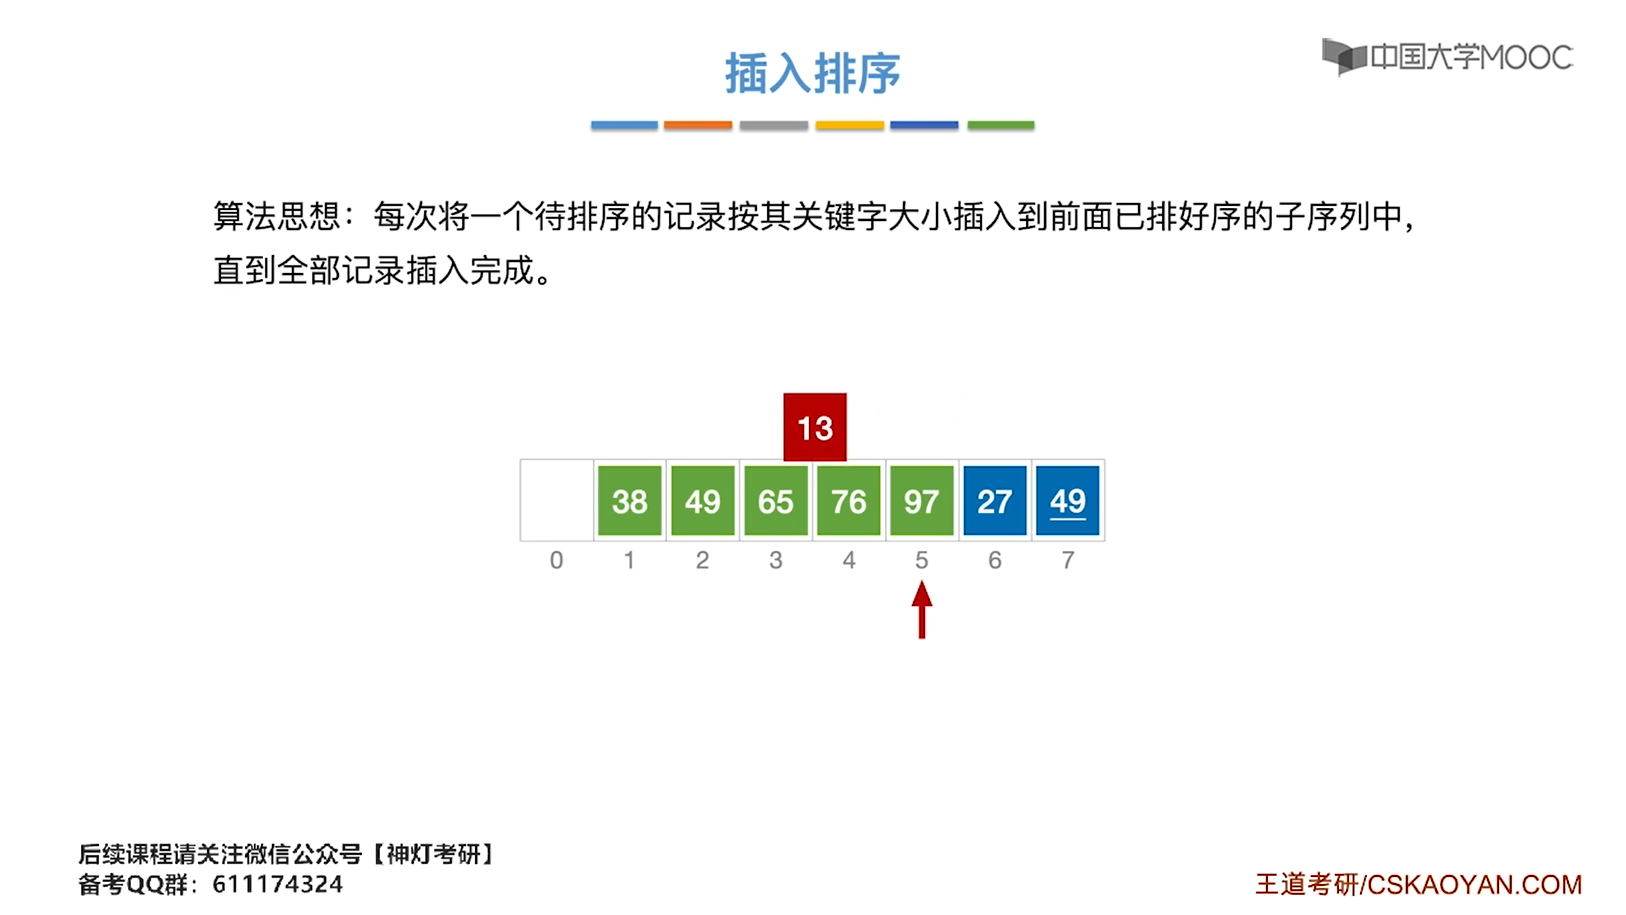 中国大学MOOC
插入排序
算法思想：每次将一个待排序的记录按其关键字大小插入到前面已排好序的子序列中，
直到全部记录插入完成。
13
38 49 65 76 97 27 49
0 1 2 3 4 5 6 7
后续课程请关注微信公众号【神灯考研】
备考QQ群：611174324
王道考研/CSKAOYAN.COM